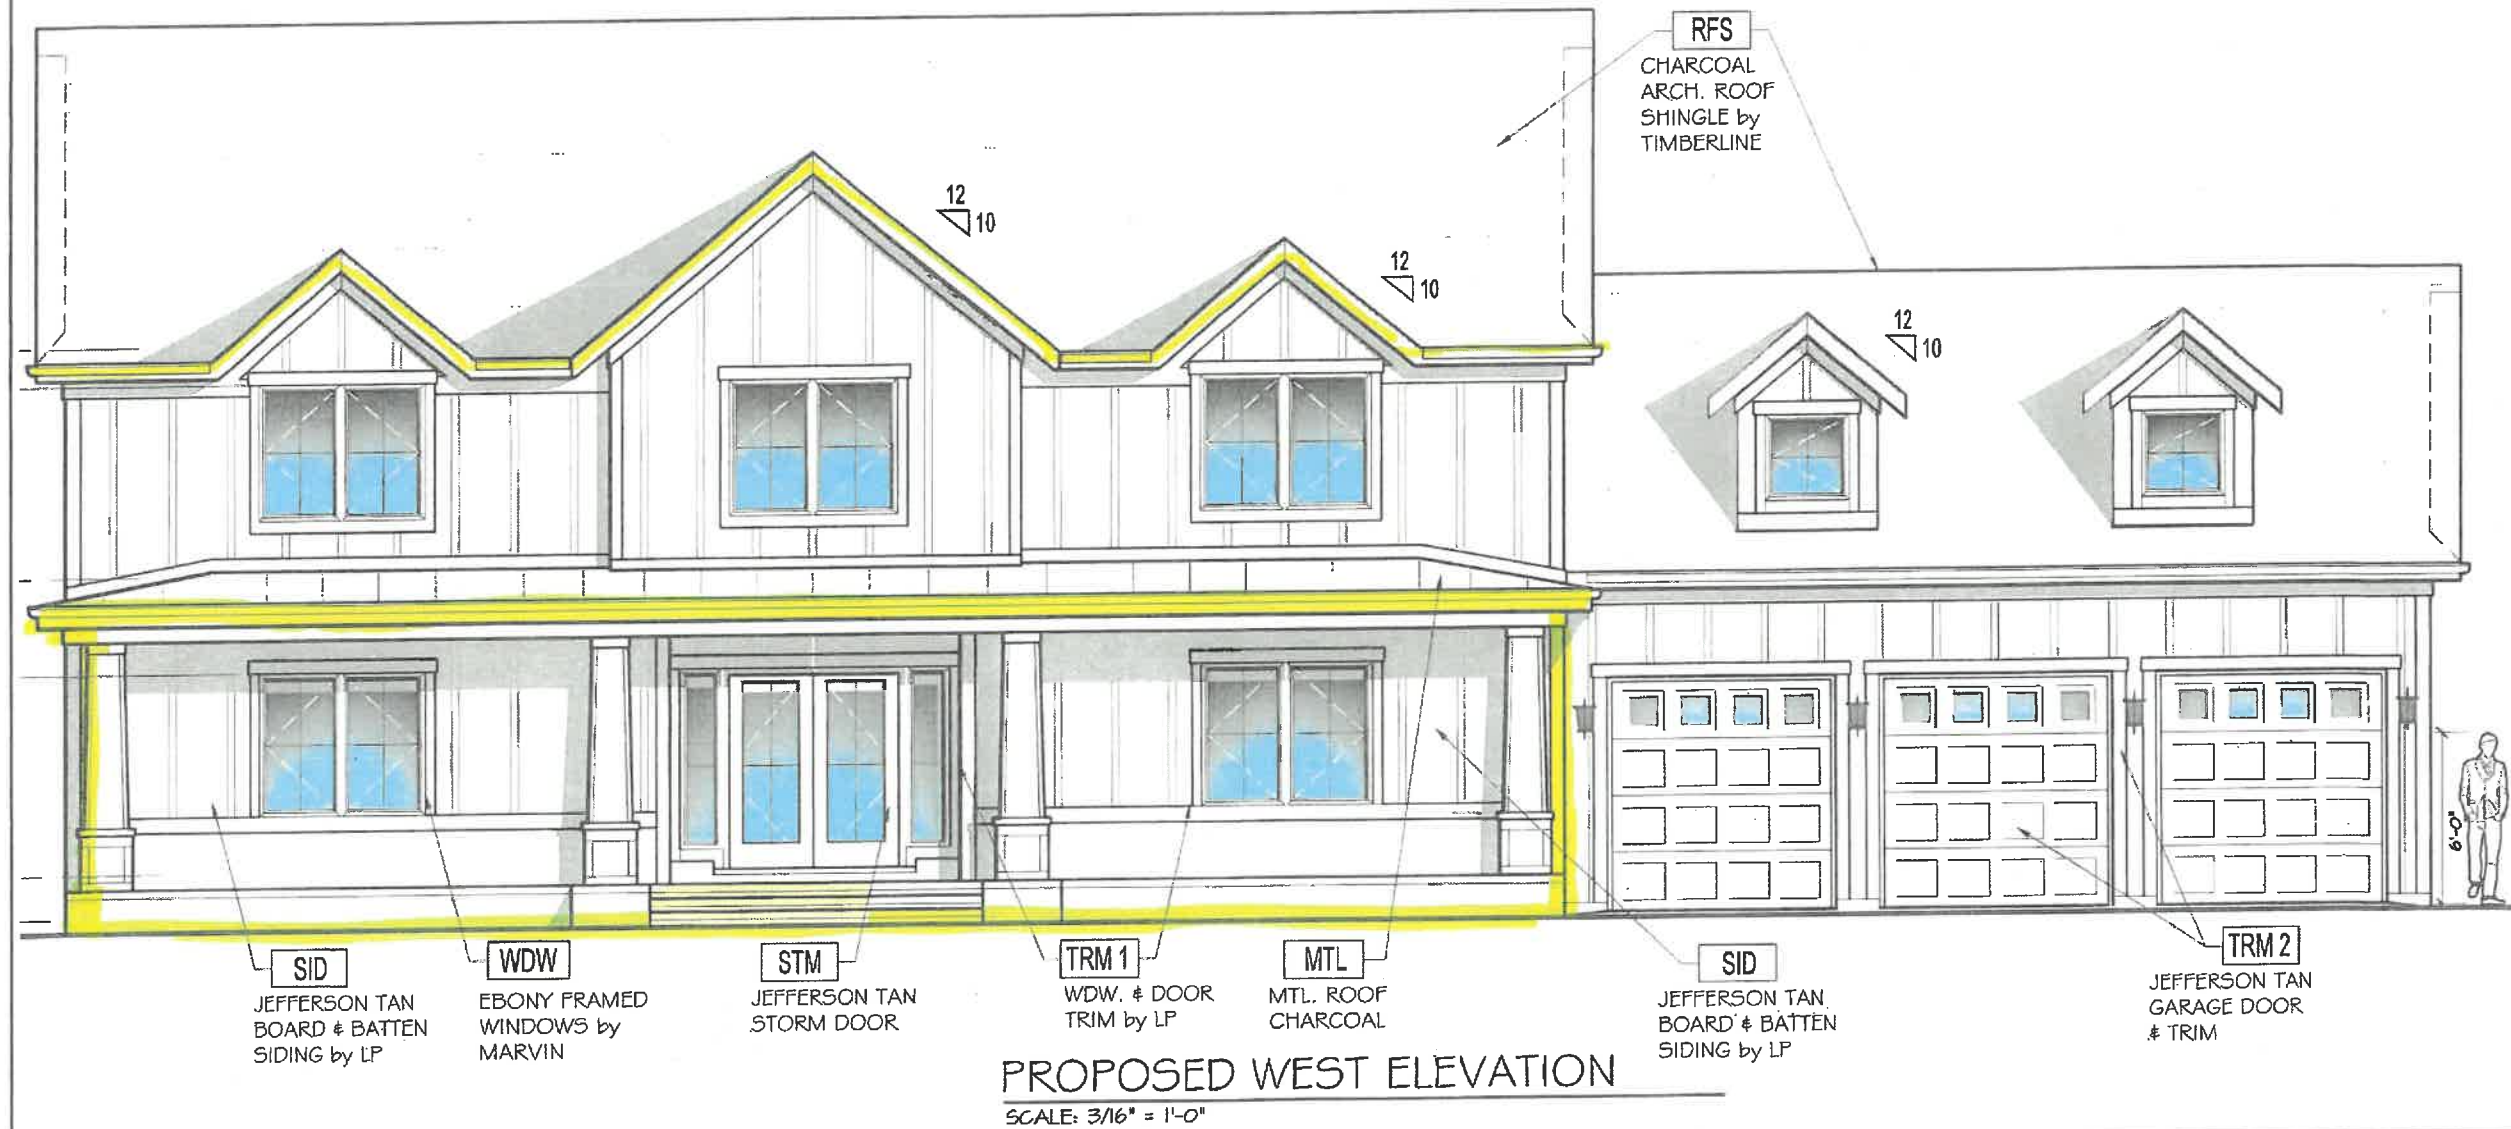 RFS
CHARCOAL
ARCH. ROOF
SHINGLE by
TIMBERLINE
12
10
12
10
12
10
6'-0"
SID
JEFFERSON TAN
BOARD & BATTEN
SIDING by LP
WDW
EBONY FRAMED
WINDOWS by
MARVIN
STM
JEFFERSON TAN
STORM DOOR
TRM 1
WDW. & DOOR
TRIM by LP
MTL
MTL. ROOF
CHARCOAL
SID
JEFFERSON TAN
BOARD & BATTEN
SIDING by LP
TRM 2
JEFFERSON TAN
GARAGE DOOR
& TRIM
PROPOSED WEST ELEVATION
SCALE: 3/16" = 1'-0"